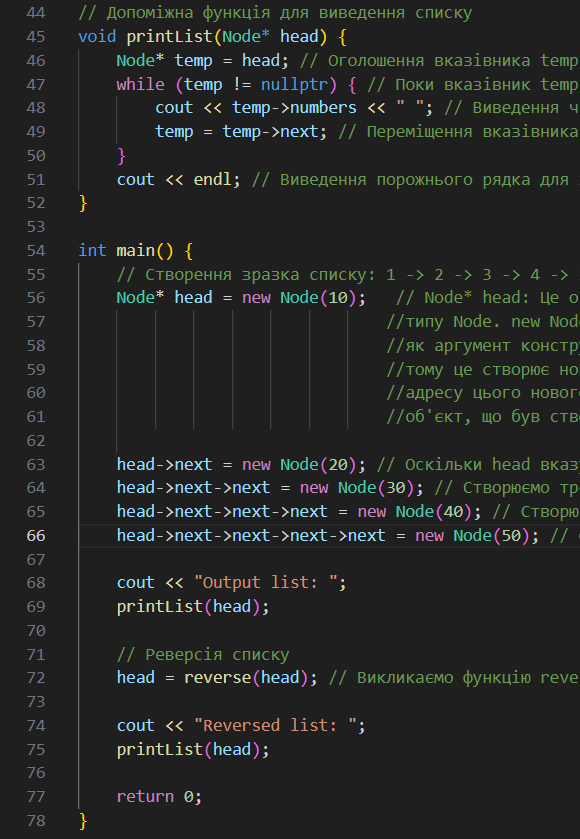 44 // Допоміжна функція для виведення списку
45 void printList(Node* head) {
46 Node* temp = head; // Оголошення вказівника temp
47 while (temp != nullptr) { // Поки вказівник temp
48 cout << temp->numbers << " "; // Виведення ч
49 temp = temp->next; // Переміщення вказівника
50 }
51 cout << endl; // Виведення порожнього рядка для
52 }
53
54 int main() {
55 // Створення зразка списку: 1 -> 2 -> 3 -> 4 ->
56 Node* head = new Node(10); // Node* head: Це о
57 //типу Node. new Nod
58 //як аргумент констру
59 //тому це створює но
60 //адресу цього нового
61 //об'єкт, що був ство
62
63 head->next = new Node(20); // Оскільки head вказу
64 head->next->next = new Node(30); // Створюємо тр
65 head->next->next->next = new Node(40); // Створю
66 head->next->next->next->next = new Node(50); //
67
68 cout << "Output list: ";
69 printList(head);
70
71 // Реверсія списку
72 head = reverse(head); // Викликаємо функцію reve
73
74 cout << "Reversed list: ";
75 printList(head);
76
77 return 0;
78 }